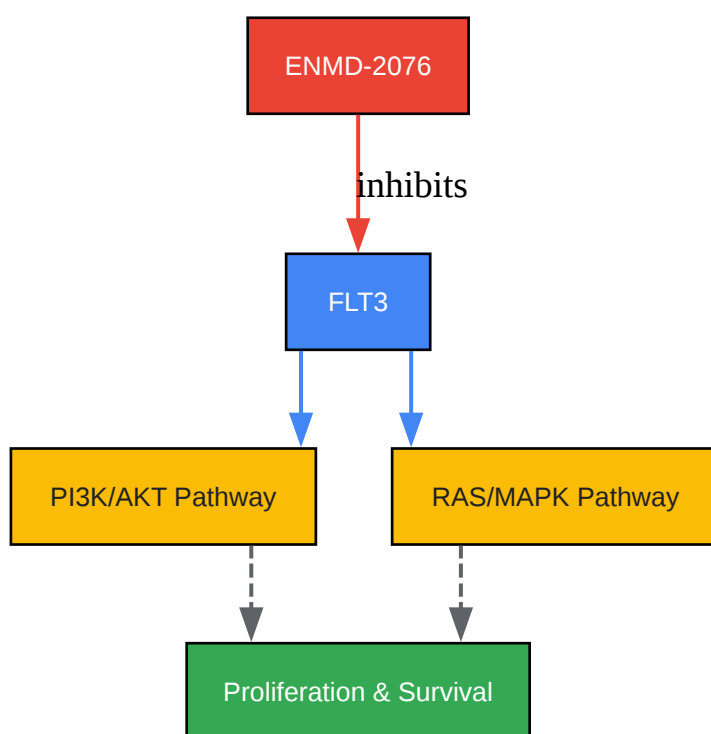 ENMD-2076
inhibits
FLT3
PI3K/AKT Pathway
RAS/MAPK Pathway
Proliferation & Survival